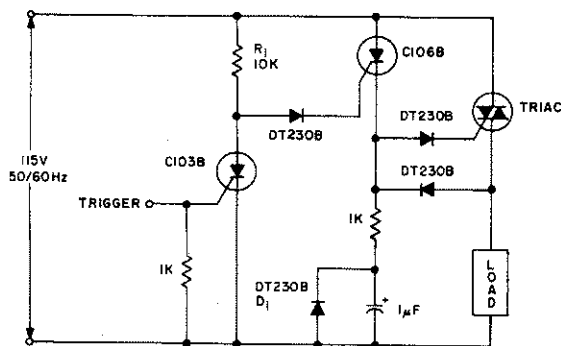 R1
10K
C106B
TRIAC
DT230B
DT230B
DT230B
115V
50/60Hz
C103B
TRIGGER
1K
1K
DT230B
D1
+
1µF
LOAD